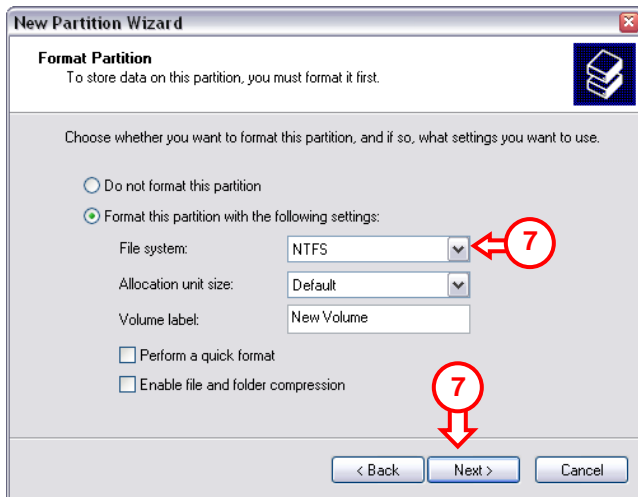 New Partition Wizard
Format Partition
To store data on this partition, you must format it first.
Choose whether you want to format this partition, and if so, what settings you want to use.
Do not format this partition
Format this partition with the following settings:
File system: NTFS 7
Allocation unit size: Default
Volume label: New Volume
Perform a quick format
Enable file and folder compression
7
< Back Next > Cancel